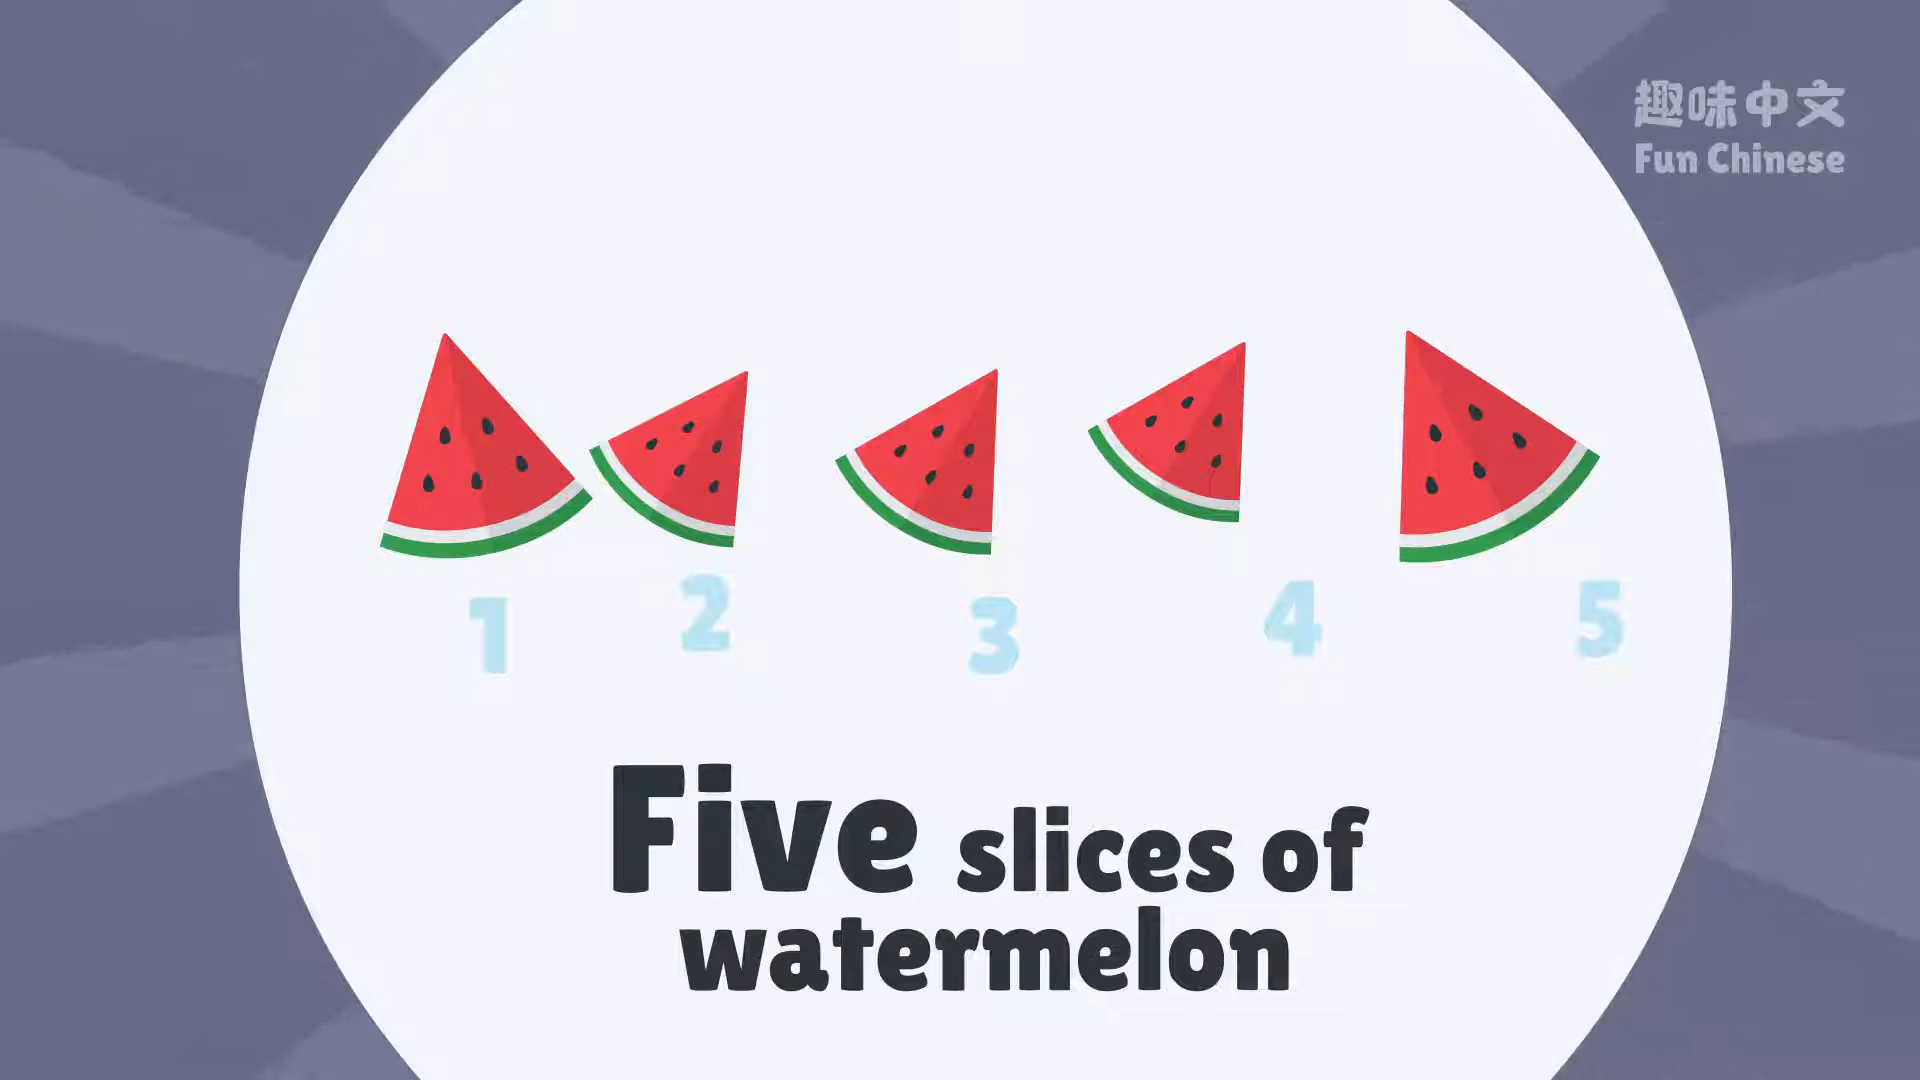 趣味中文
Fun Chinese
1 2 3 4 5
Five slices of
watermelon